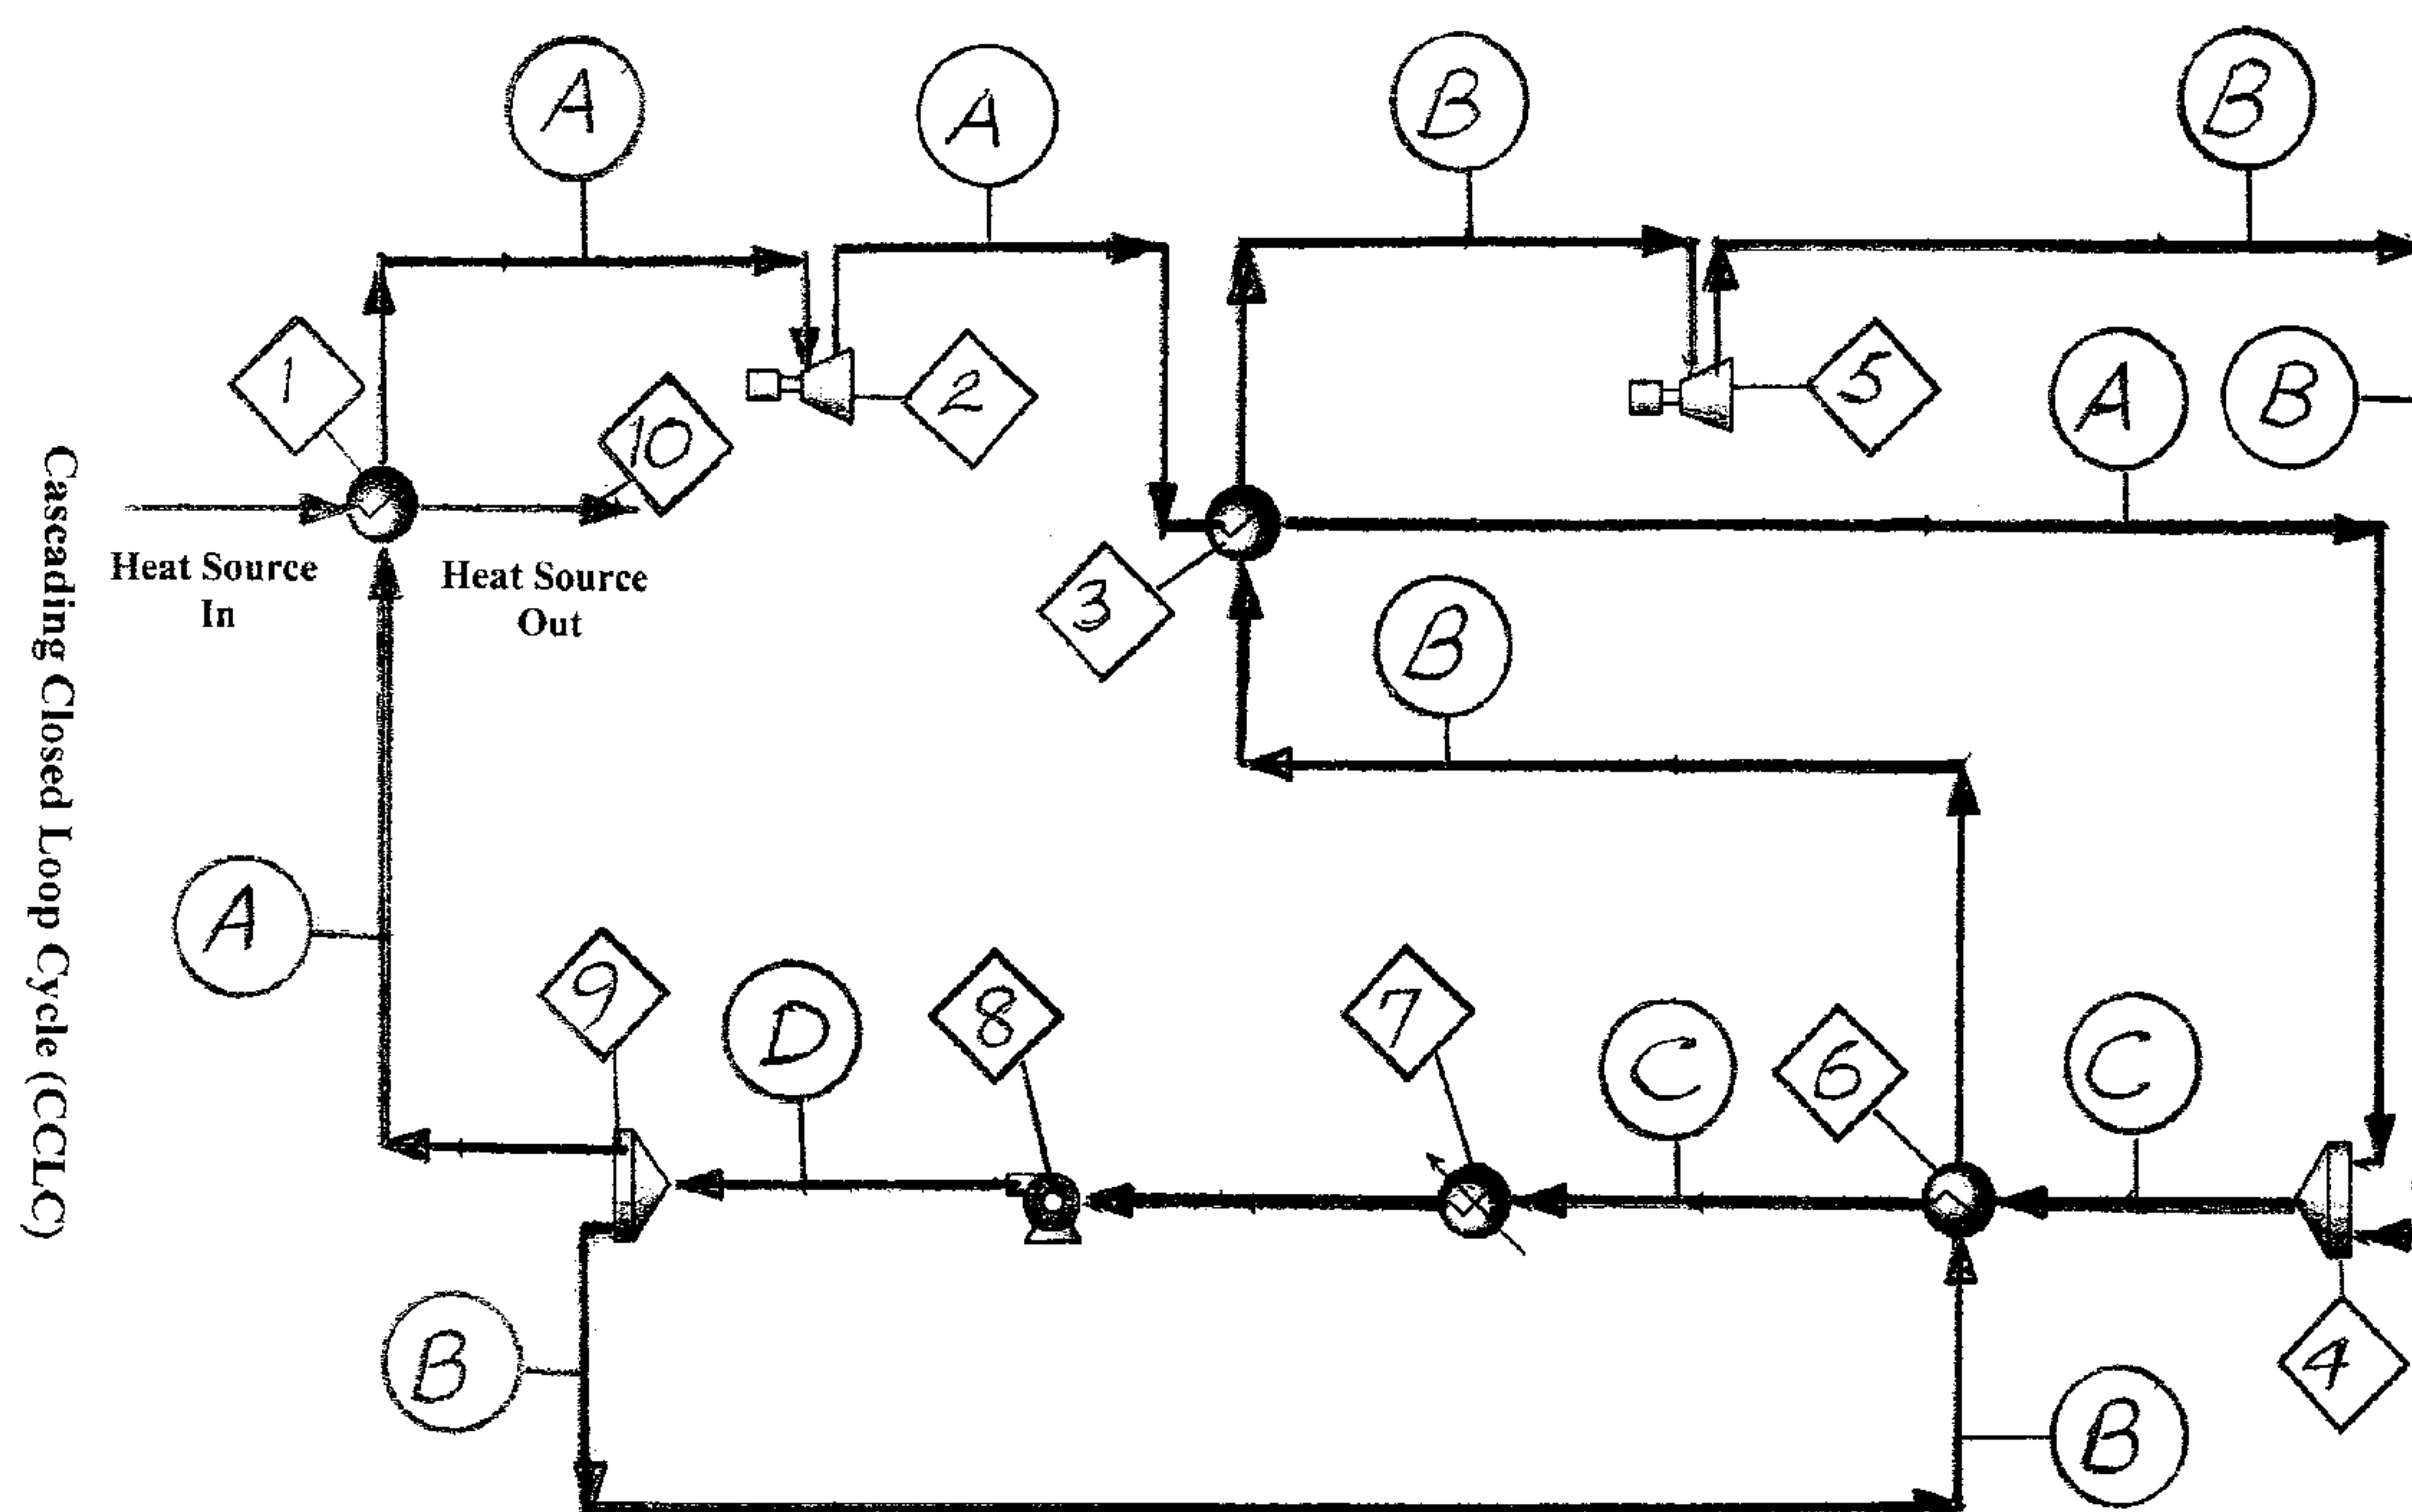 A
A
B
B
1
10
2
5
A
B
Heat Source
In
Heat Source
Out
3
B
Cascading Closed Loop Cycle (CCLC)
A
9
D
8
7
C
6
C
B
4
B